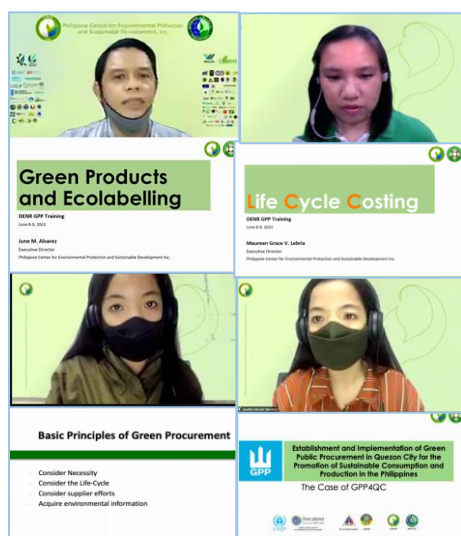 Philippine Center for Environmental Protection
and Sustainable Development, Inc.
Green Products
and Ecolabelling
DENR GPP Training
June 8-9, 2021
June M. Alvarez
Executive Director
Philippine Center for Environmental Protection and Sustainable Development Inc.
Life Cycle Costing
DENR GPP Training
June 8-9, 2021
Maureen Grace V. Lebria
Executive Director
Philippine Center for Environmental Protection and Sustainable Development Inc.
Basic Principles of Green Procurement
Consider Necessity
Consider the Life-Cycle
Consider supplier efforts
Acquire environmental information
GPP
Establishment and Implementation of Green
Public Procurement in Quezon City for the
Promotion of Sustainable Consumption and
Production in the Philippines
The Case of GPP4QC